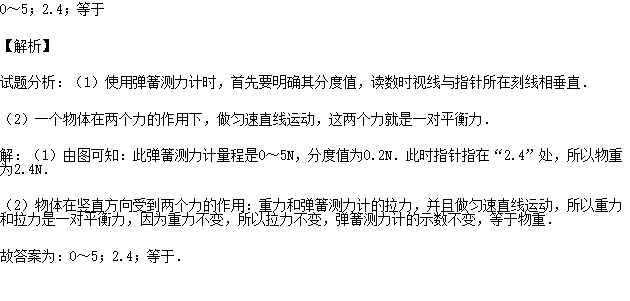 0～5；2.4；等于
【解析】
试题分析：（1）使用弹簧测力计时，首先要明确其分度值，读数时视线与指针所在刻线相垂直．
（2）一个物体在两个力的作用下，做匀速直线运动，这两个力就是一对平衡力．
解：（1）由图可知：此弹簧测力计量程是0～5N，分度值为0.2N．此时指针指在“2.4”处，所以物重
为2.4N．
（2）物体在竖直方向受到两个力的作用：重力和弹簧测力计的拉力，并且做匀速直线运动，所以重力
和拉力是一对平衡力，因为重力不变，所以拉力不变，弹簧测力计的示数不变，等于物重．
故答案为：0～5；2.4；等于．